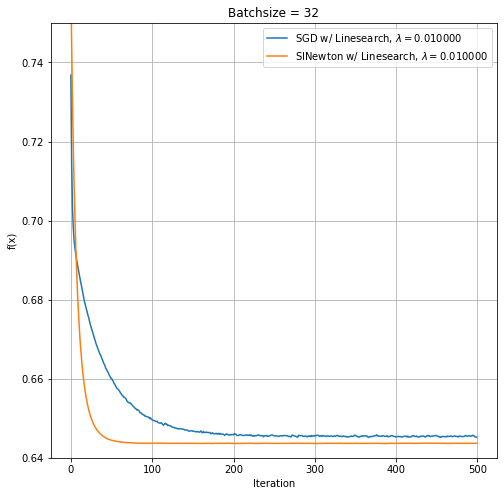 Batchsize = 32
SGD w/ Linesearch, λ = 0.010000
SINewton w/ Linesearch, λ = 0.010000
0.74
0.72
0.70
0.68
0.66
0.64
f(x)
0 100 200 300 400 500
Iteration